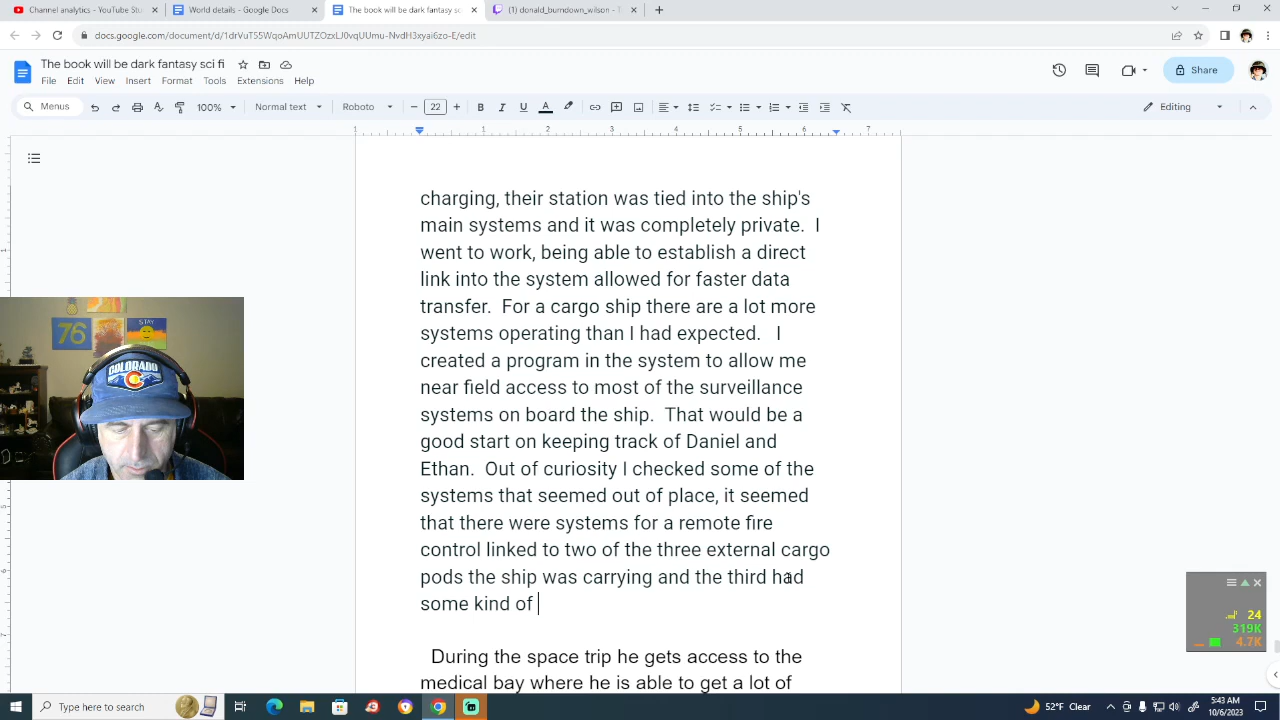 Channel analytics - YouTube Stu
World details - Google Docs
The book will be dark fantasy sc
(1) donald_burndown_wilson - T
docs.google.com/document/d/1drVuT55WqoAmUUTZOzxLJ0vqUUmu-NvdH3xyai6zo-E/edit
The book will be dark fantasy sci fi
File Edit View Insert Format Tools Extensions Help
Share
Menus 100% Normal text Roboto 22 Editing
1 1 2 3 4 5 6 7
charging, their station was tied into the ship's
main systems and it was completely private.  I
went to work, being able to establish a direct
link into the system allowed for faster data
transfer.  For a cargo ship there are a lot more
systems operating than I had expected.   I
created a program in the system to allow me
near field access to most of the surveillance
systems on board the ship.  That would be a
good start on keeping track of Daniel and
Ethan.  Out of curiosity I checked some of the
systems that seemed out of place, it seemed
that there were systems for a remote fire
control linked to two of the three external cargo
pods the ship was carrying and the third had
some kind of
During the space trip he gets access to the
medical bay where he is able to get a lot of
76
STAY
COLORADO
24
319K
4.7K
Type here to search
52°F Clear
5:43 AM
10/6/2023